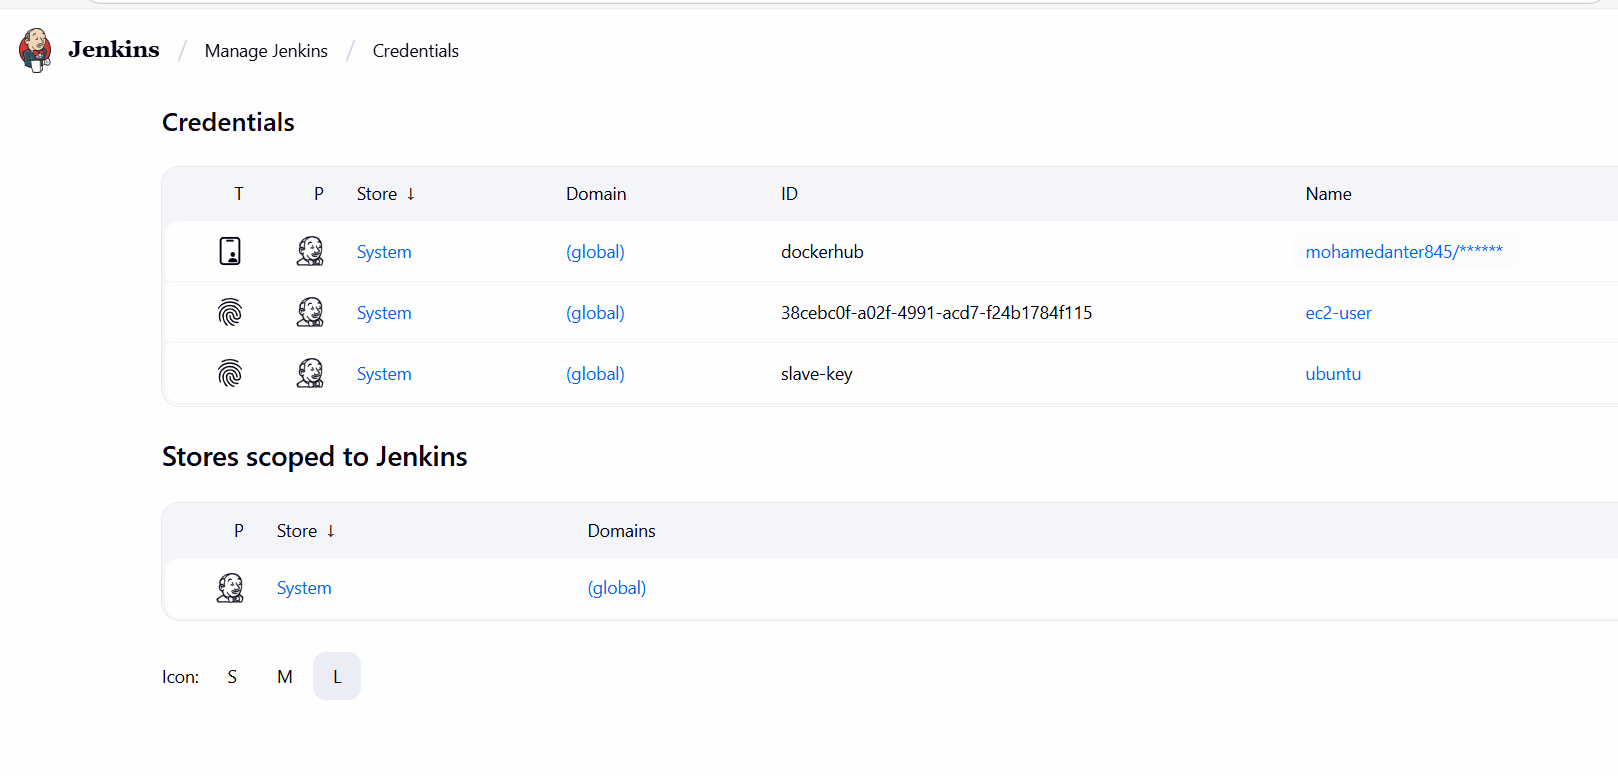 Jenkins / Manage Jenkins / Credentials
Credentials
T P Store ↓ Domain ID Name
System (global) dockerhub mohamedanter845/******
System (global) 38cebc0f-a02f-4991-acd7-f24b1784f115 ec2-user
System (global) slave-key ubuntu
Stores scoped to Jenkins
P Store ↓ Domains
System (global)
Icon: S M L